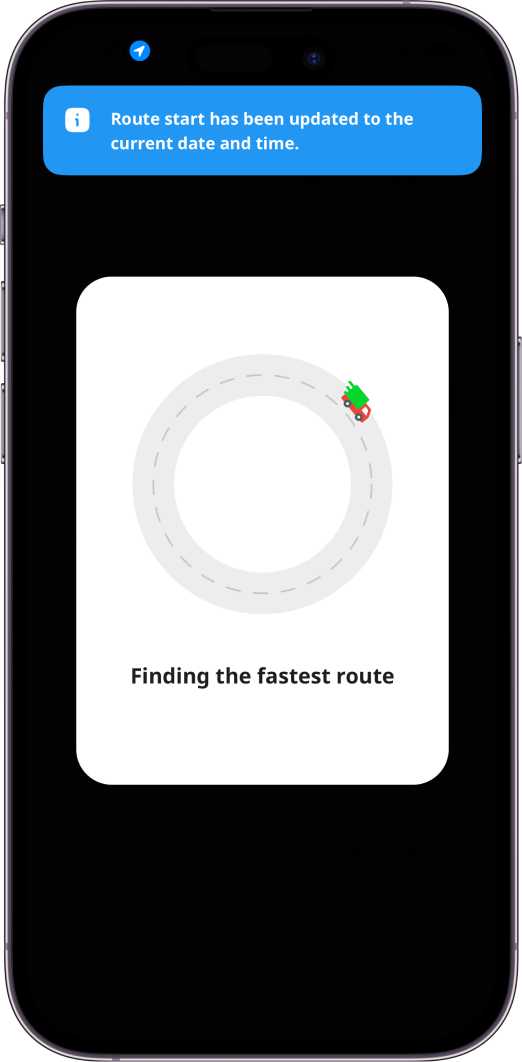 Route start has been updated to the
current date and time.
Finding the fastest route